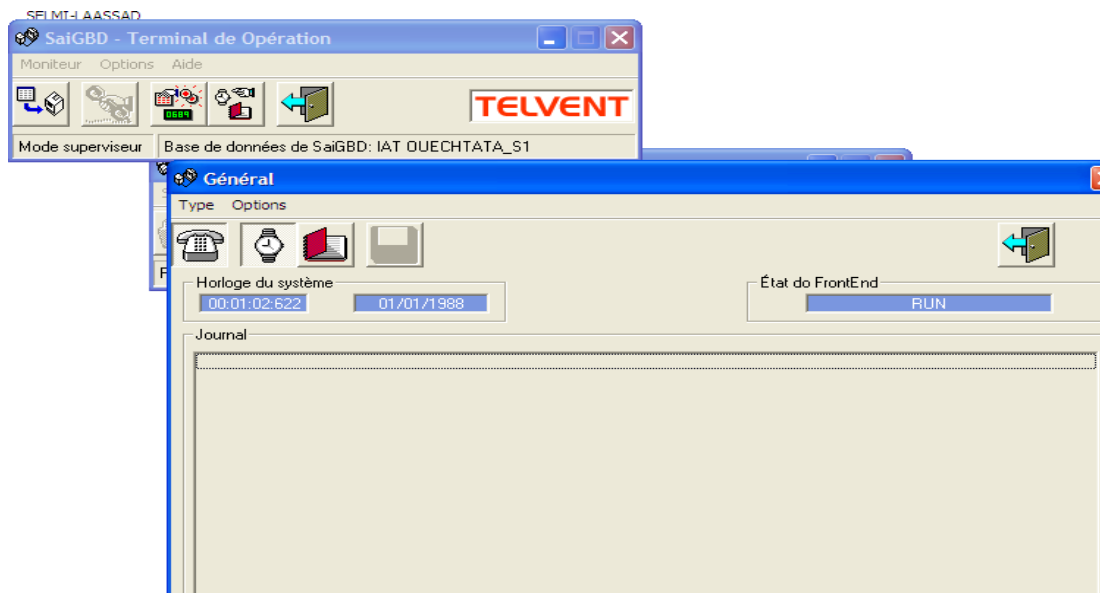 SELMI-LAASSAD
SaiGBD - Terminal de Opération
Moniteur Options Aide
0689
TELVENT
Mode superviseur Base de données de SaiGBD: IAT OUECHTATA_S1
Général
Type Options
Horloge du système
État do FrontEnd
00:01:02:622 01/01/1988
RUN
Journal